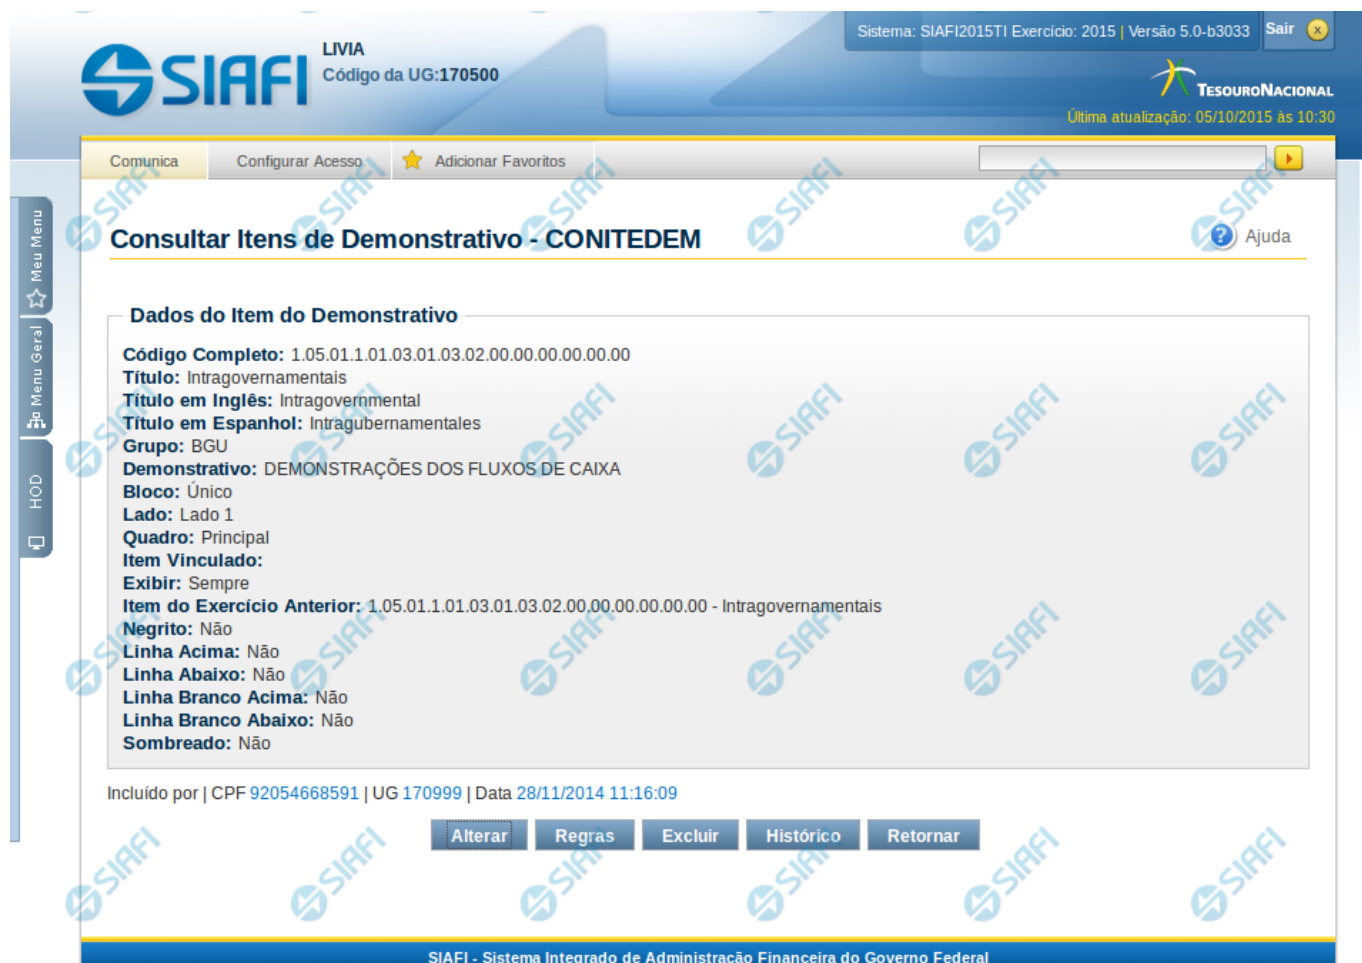 Sistema: SIAFI2015TI Exercício: 2015 | Versão 5.0-b3033 Sair x
SIAFI
LIVIA
Código da UG:170500
TESOURONACIONAL
Última atualização: 05/10/2015 às 10:30
Comunica Configurar Acesso Adicionar Favoritos
Meu Menu
Menu Geral
HOD
Consultar Itens de Demonstrativo - CONITEDEM
? Ajuda
Dados do Item do Demonstrativo
Código Completo: 1.05.01.1.01.03.01.03.02.00.00.00.00.00.00
Título: Intragovernamentais
Título em Inglês: Intragovernmental
Título em Espanhol: Intragubernamentales
Grupo: BGU
Demonstrativo: DEMONSTRAÇÕES DOS FLUXOS DE CAIXA
Bloco: Único
Lado: Lado 1
Quadro: Principal
Item Vinculado:
Exibir: Sempre
Item do Exercício Anterior: 1.05.01.1.01.03.01.03.02.00.00.00.00.00.00 - Intragovernamentais
Negrito: Não
Linha Acima: Não
Linha Abaixo: Não
Linha Branco Acima: Não
Linha Branco Abaixo: Não
Sombreado: Não
Incluído por | CPF 92054668591 | UG 170999 | Data 28/11/2014 11:16:09
Alterar Regras Excluir Histórico Retornar
SIAFI - Sistema Integrado de Administração Financeira do Governo Federal